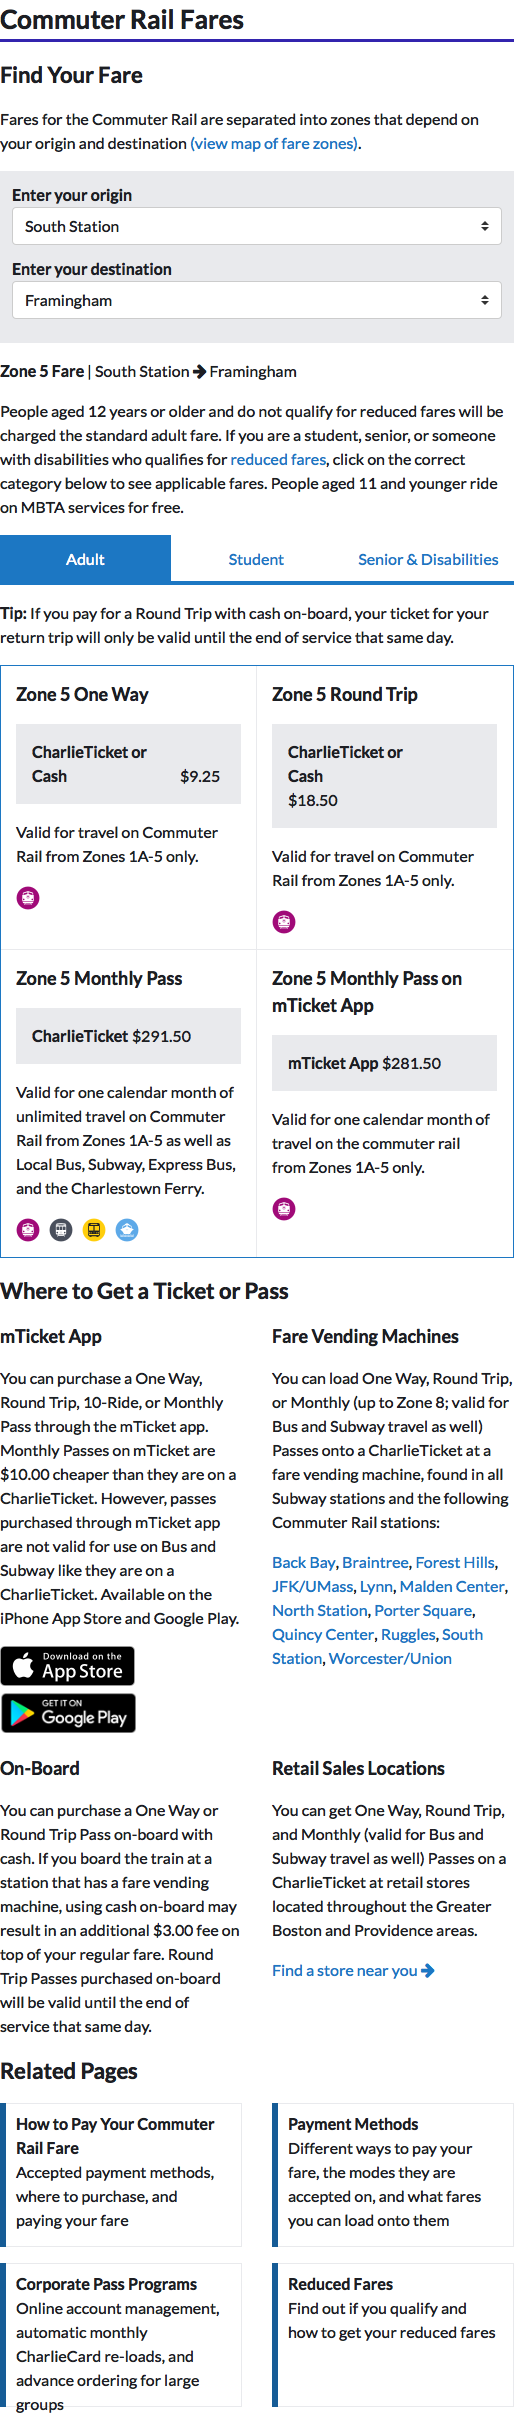 Commuter Rail Fares
Find Your Fare
Fares for the Commuter Rail are separated into zones that depend on
your origin and destination (view map of fare zones).
Enter your origin
South Station
Enter your destination
Framingham
Zone 5 Fare | South Station → Framingham
People aged 12 years or older and do not qualify for reduced fares will be
charged the standard adult fare. If you are a student, senior, or someone
with disabilities who qualifies for reduced fares, click on the correct
category below to see applicable fares. People aged 11 and younger ride
on MBTA services for free.
Adult
Student
Senior & Disabilities
Tip: If you pay for a Round Trip with cash on-board, your ticket for your
return trip will only be valid until the end of service that same day.
Zone 5 One Way
CharlieTicket or
Cash $9.25
Valid for travel on Commuter
Rail from Zones 1A-5 only.
Zone 5 Round Trip
CharlieTicket or
Cash
$18.50
Valid for travel on Commuter
Rail from Zones 1A-5 only.
Zone 5 Monthly Pass
CharlieTicket $291.50
Valid for one calendar month of
unlimited travel on Commuter
Rail from Zones 1A-5 as well as
Local Bus, Subway, Express Bus,
and the Charlestown Ferry.
Zone 5 Monthly Pass on
mTicket App
mTicket App $281.50
Valid for one calendar month of
travel on the commuter rail
from Zones 1A-5 only.
Where to Get a Ticket or Pass
mTicket App
You can purchase a One Way,
Round Trip, 10-Ride, or Monthly
Pass through the mTicket app.
Monthly Passes on mTicket are
$10.00 cheaper than they are on a
CharlieTicket. However, passes
purchased through mTicket app
are not valid for use on Bus and
Subway like they are on a
CharlieTicket. Available on the
iPhone App Store and Google Play.
Download on the
App Store
GET IT ON
Google Play
Fare Vending Machines
You can load One Way, Round Trip,
or Monthly (up to Zone 8; valid for
Bus and Subway travel as well)
Passes onto a CharlieTicket at a
fare vending machine, found in all
Subway stations and the following
Commuter Rail stations:
Back Bay, Braintree, Forest Hills,
JFK/UMass, Lynn, Malden Center,
North Station, Porter Square,
Quincy Center, Ruggles, South
Station, Worcester/Union
On-Board
You can purchase a One Way or
Round Trip Pass on-board with
cash. If you board the train at a
station that has a fare vending
machine, using cash on-board may
result in an additional $3.00 fee on
top of your regular fare. Round
Trip Passes purchased on-board
will be valid until the end of
service that same day.
Retail Sales Locations
You can get One Way, Round Trip,
and Monthly (valid for Bus and
Subway travel as well) Passes on a
CharlieTicket at retail stores
located throughout the Greater
Boston and Providence areas.
Find a store near you →
Related Pages
How to Pay Your Commuter
Rail Fare
Accepted payment methods,
where to purchase, and
paying your fare
Payment Methods
Different ways to pay your
fare, the modes they are
accepted on, and what fares
you can load onto them
Corporate Pass Programs
Online account management,
automatic monthly
CharlieCard re-loads, and
advance ordering for large
groups
Reduced Fares
Find out if you qualify and
how to get your reduced fares